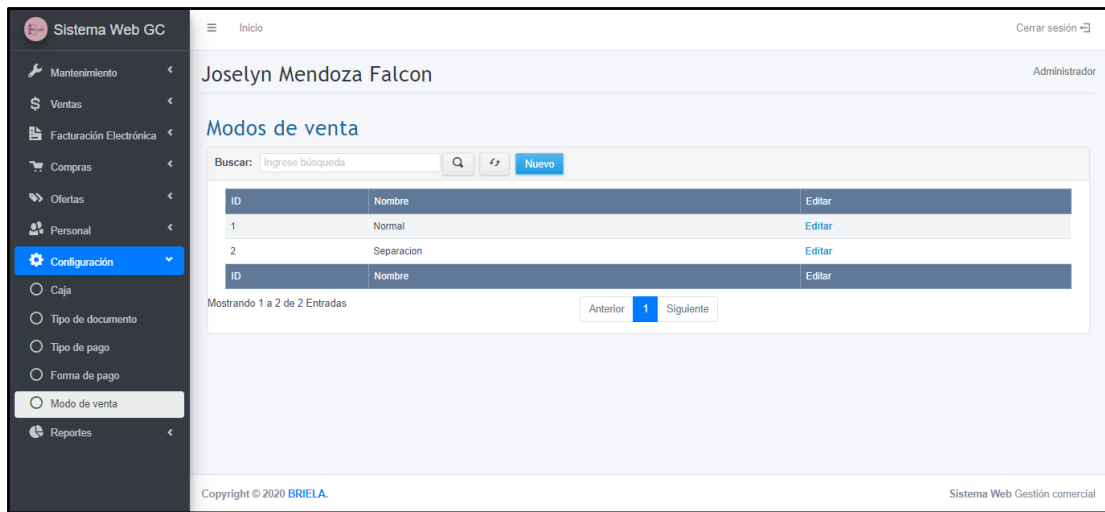 Sistema Web GC
Inicio
Cerrar sesión
Mantenimiento
Ventas
Facturación Electrónica
Compras
Ofertas
Personal
Configuración
Caja
Tipo de documento
Tipo de pago
Forma de pago
Modo de venta
Reportes
Joselyn Mendoza Falcon
Administrador
Modos de venta
Buscar: Ingrese búsqueda Nuevo
ID Nombre Editar
1 Normal Editar
2 Separacion Editar
ID Nombre Editar
Mostrando 1 a 2 de 2 Entradas
Anterior 1 Siguiente
Copyright © 2020 BRIELA.
Sistema Web Gestión comercial